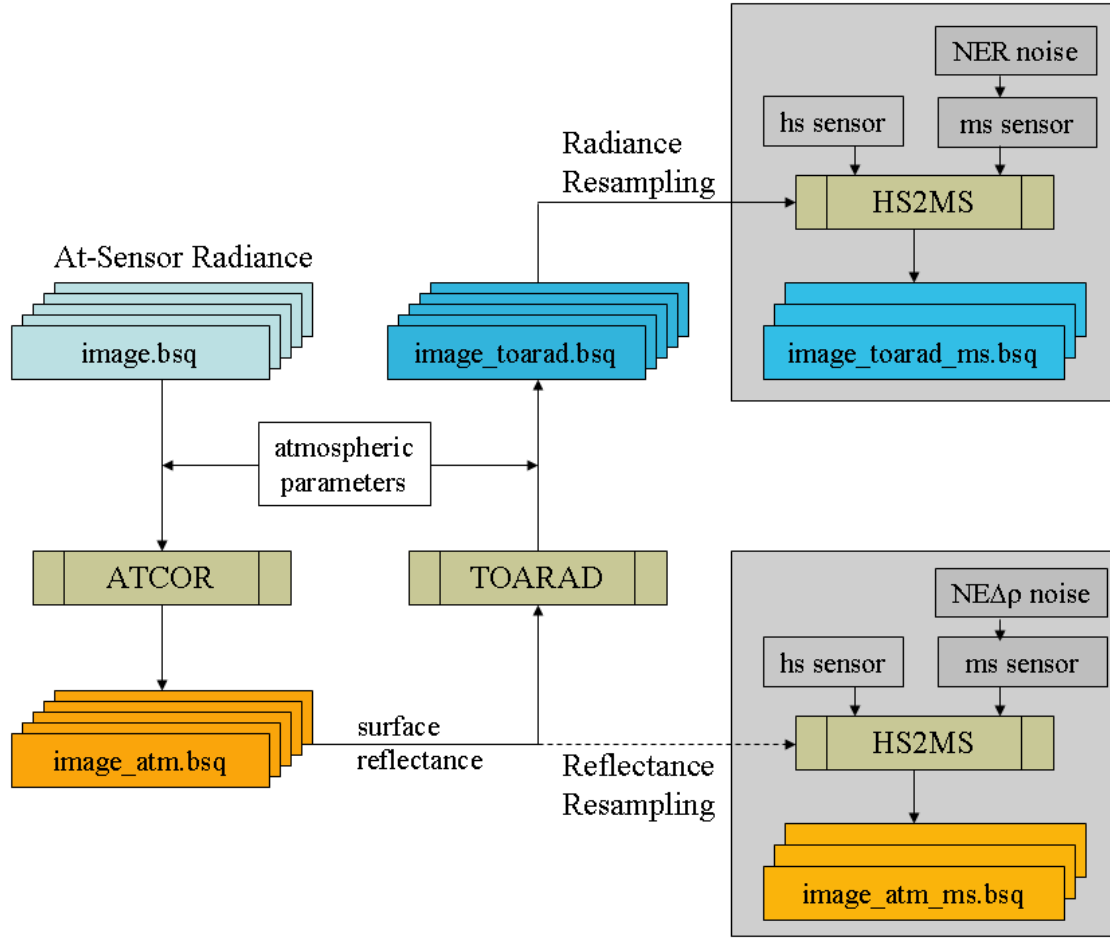 NER noise
hs sensor
ms sensor
Radiance
Resampling
HS2MS
At-Sensor Radiance
image.bsq
image_toarad.bsq
image_toarad_ms.bsq
atmospheric
parameters
ATCOR
TOARAD
NEΔρ noise
hs sensor
ms sensor
surface
reflectance
HS2MS
image_atm.bsq
Reflectance
Resampling
image_atm_ms.bsq